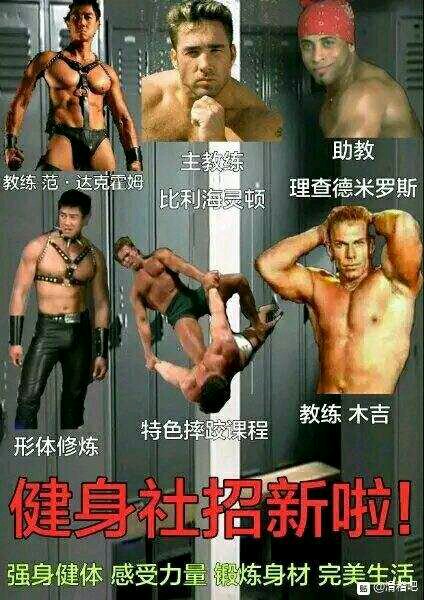 教练 范·达克霍姆
主教练
比利海灵顿
助教
理查德米罗斯
形体修炼
特色摔跤课程
教练 木吉
健身社招新啦!
强身健体 感受力量 锻炼身材 完美生活